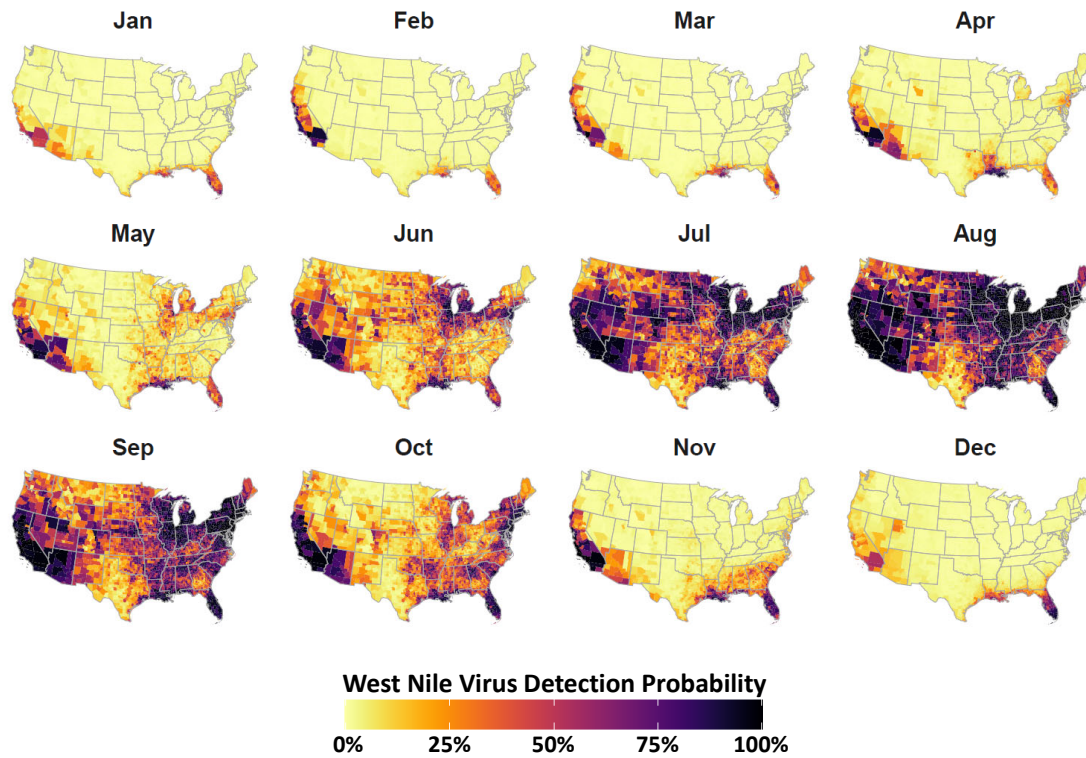 Jan Feb Mar Apr
May Jun Jul Aug
Sep Oct Nov Dec
West Nile Virus Detection Probability
0% 25% 50% 75% 100%